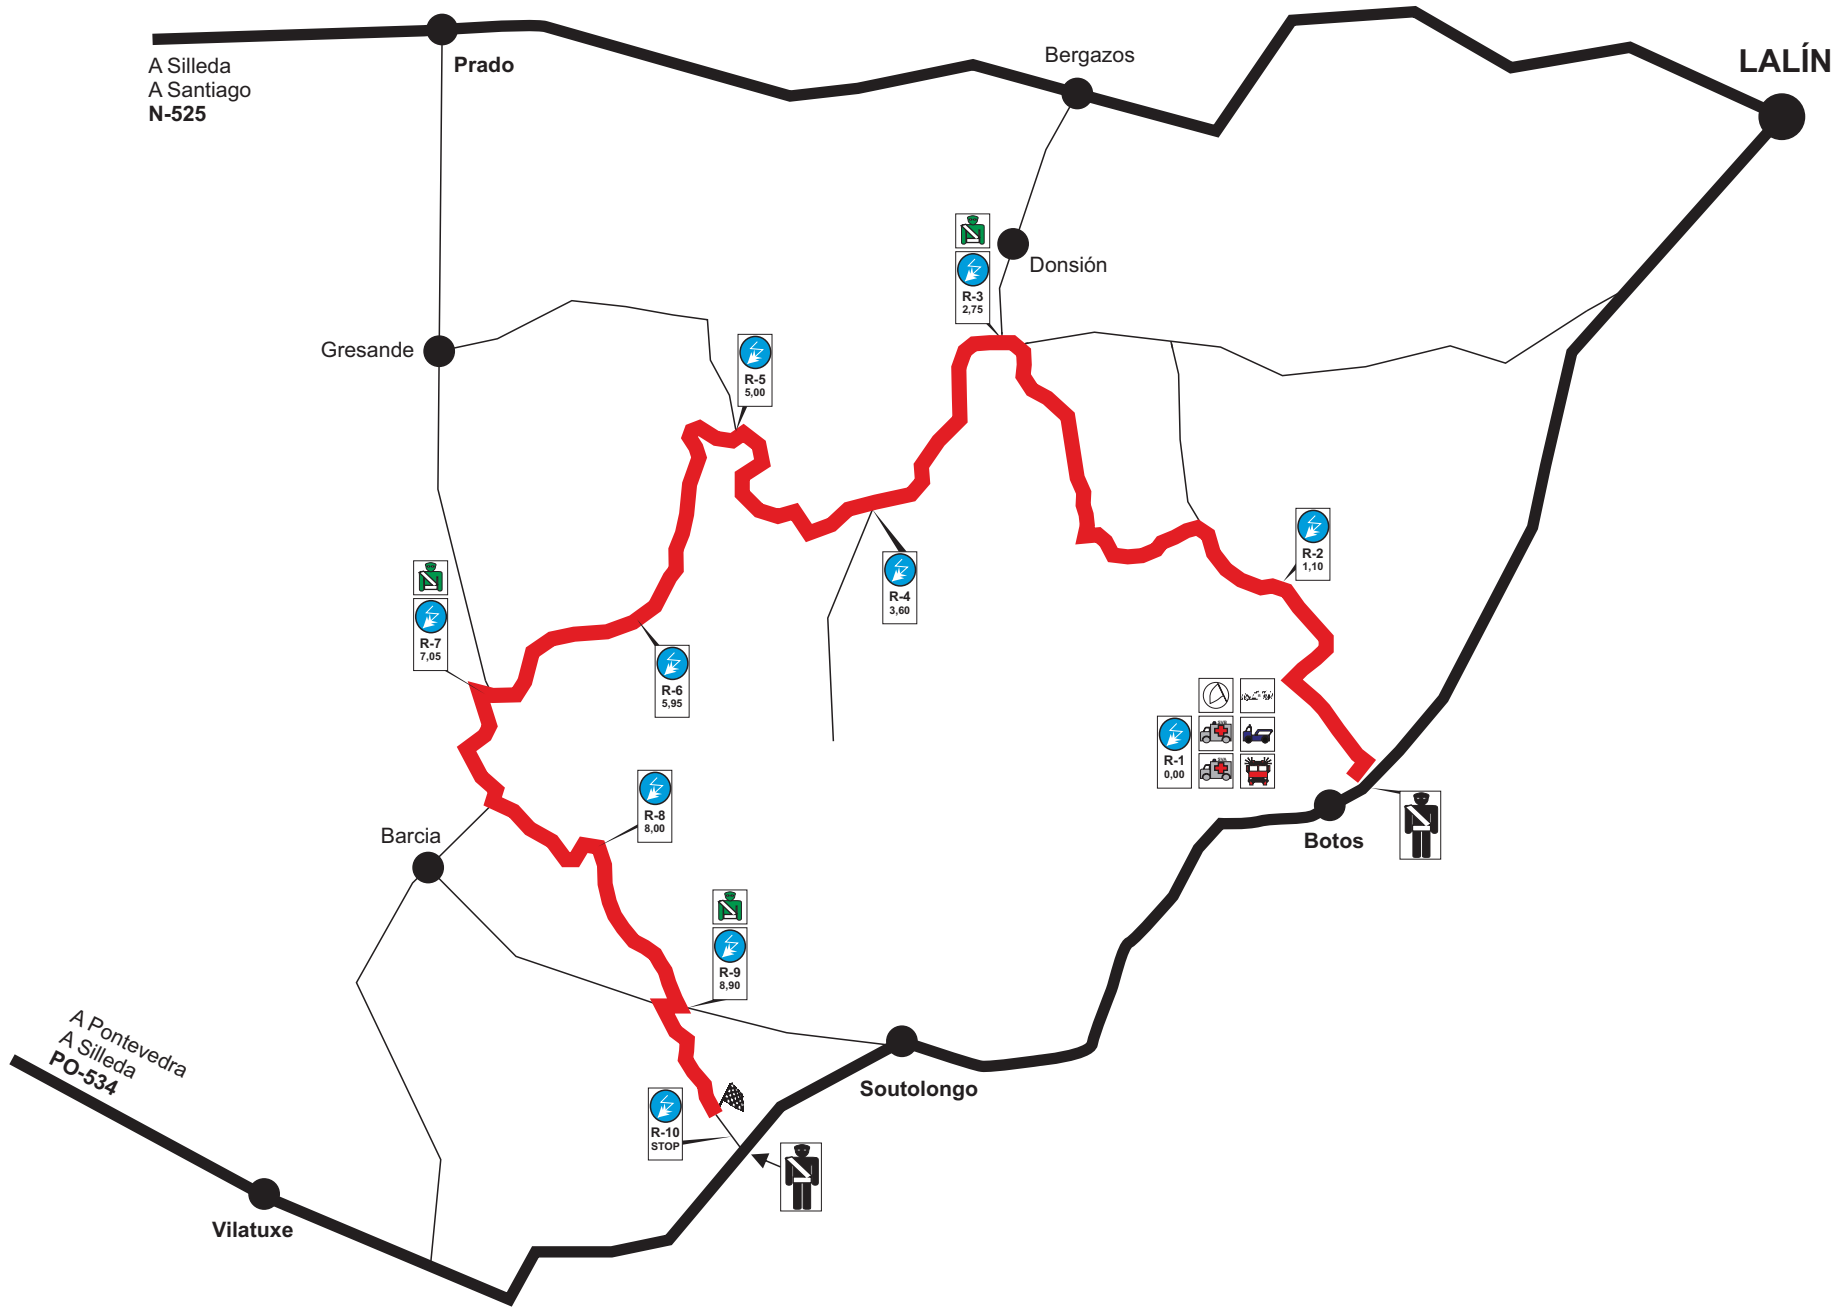 LALÍN
Bergazos
Prado
A Silleda
A Santiago
N-525
Donsión
R-3
2,75
Gresande
R-5
5,00
R-2
1,10
R-4
3,60
R-7
7,05
R-6
5,95
R-1
0,00
R-8
8,00
Barcia
Botos
R-9
8,90
A Pontevedra
A Silleda
PO-534
Soutolongo
R-10
STOP
Vilatuxe